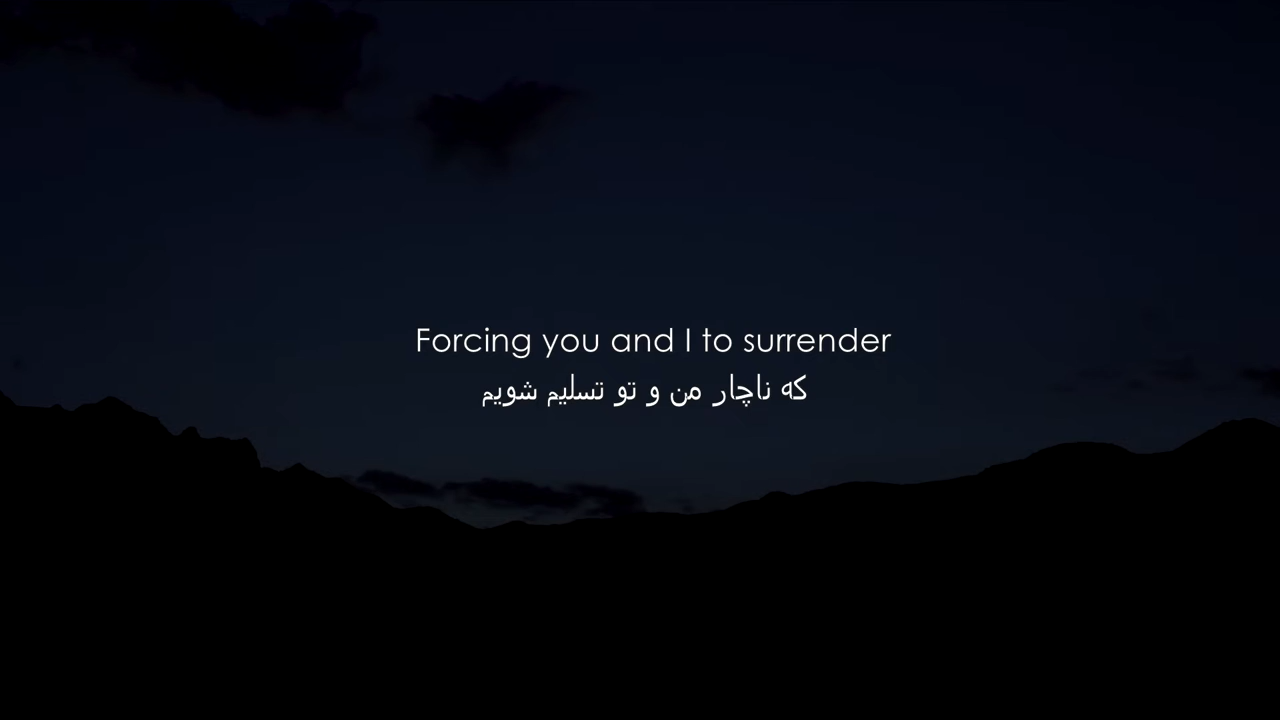 Forcing you and I to surrender
که ناچار من و تو تسلیم شویم